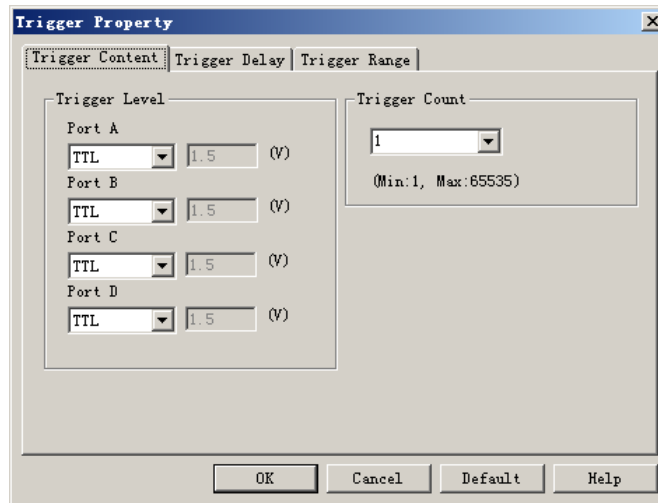 Trigger Property
Trigger Content Trigger Delay Trigger Range
Trigger Level
Port A
TTL 1.5 (V)
Port B
TTL 1.5 (V)
Port C
TTL 1.5 (V)
Port D
TTL 1.5 (V)
Trigger Count
1
(Min:1, Max:65535)
OK Cancel Default Help